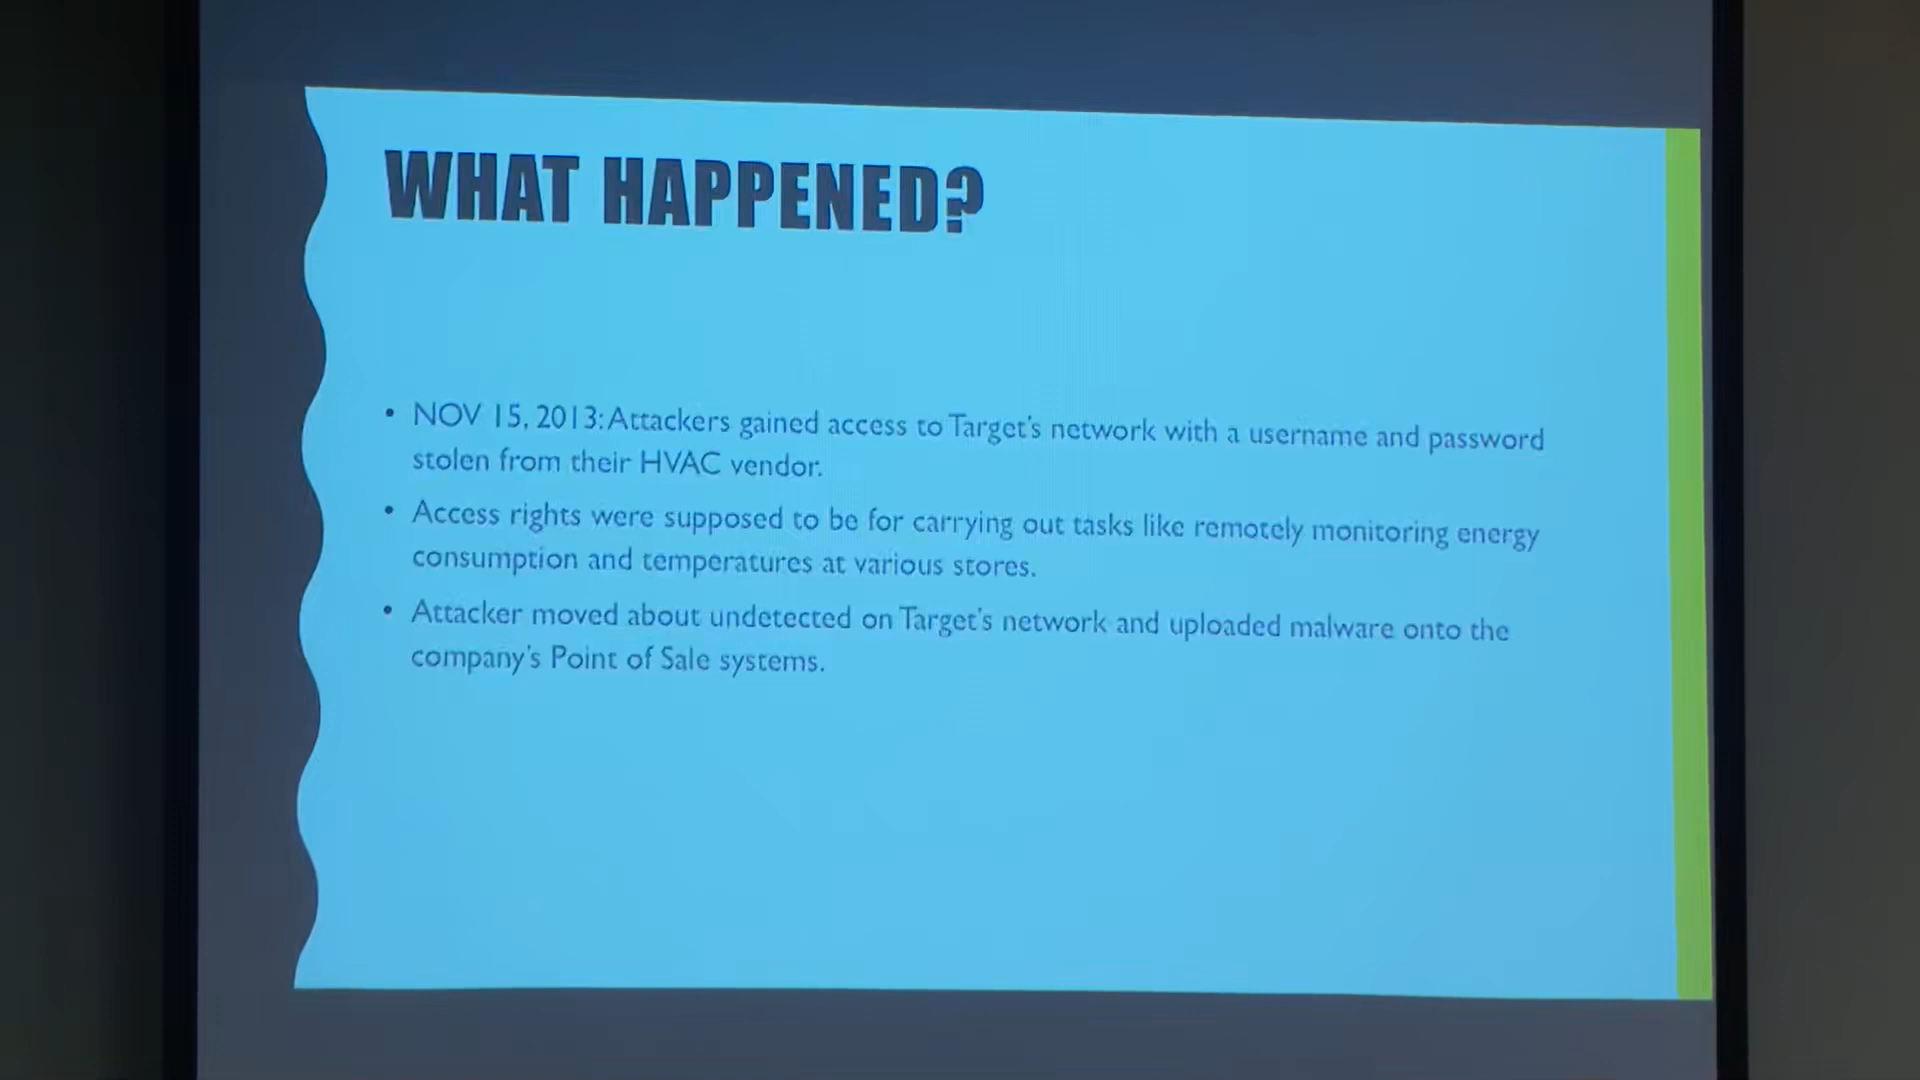 WHAT HAPPENED?
• NOV 15, 2013: Attackers gained access to Target's network with a username and password
stolen from their HVAC vendor.
• Access rights were supposed to be for carrying out tasks like remotely monitoring energy
consumption and temperatures at various stores.
• Attacker moved about undetected on Target's network and uploaded malware onto the
company's Point of Sale systems.